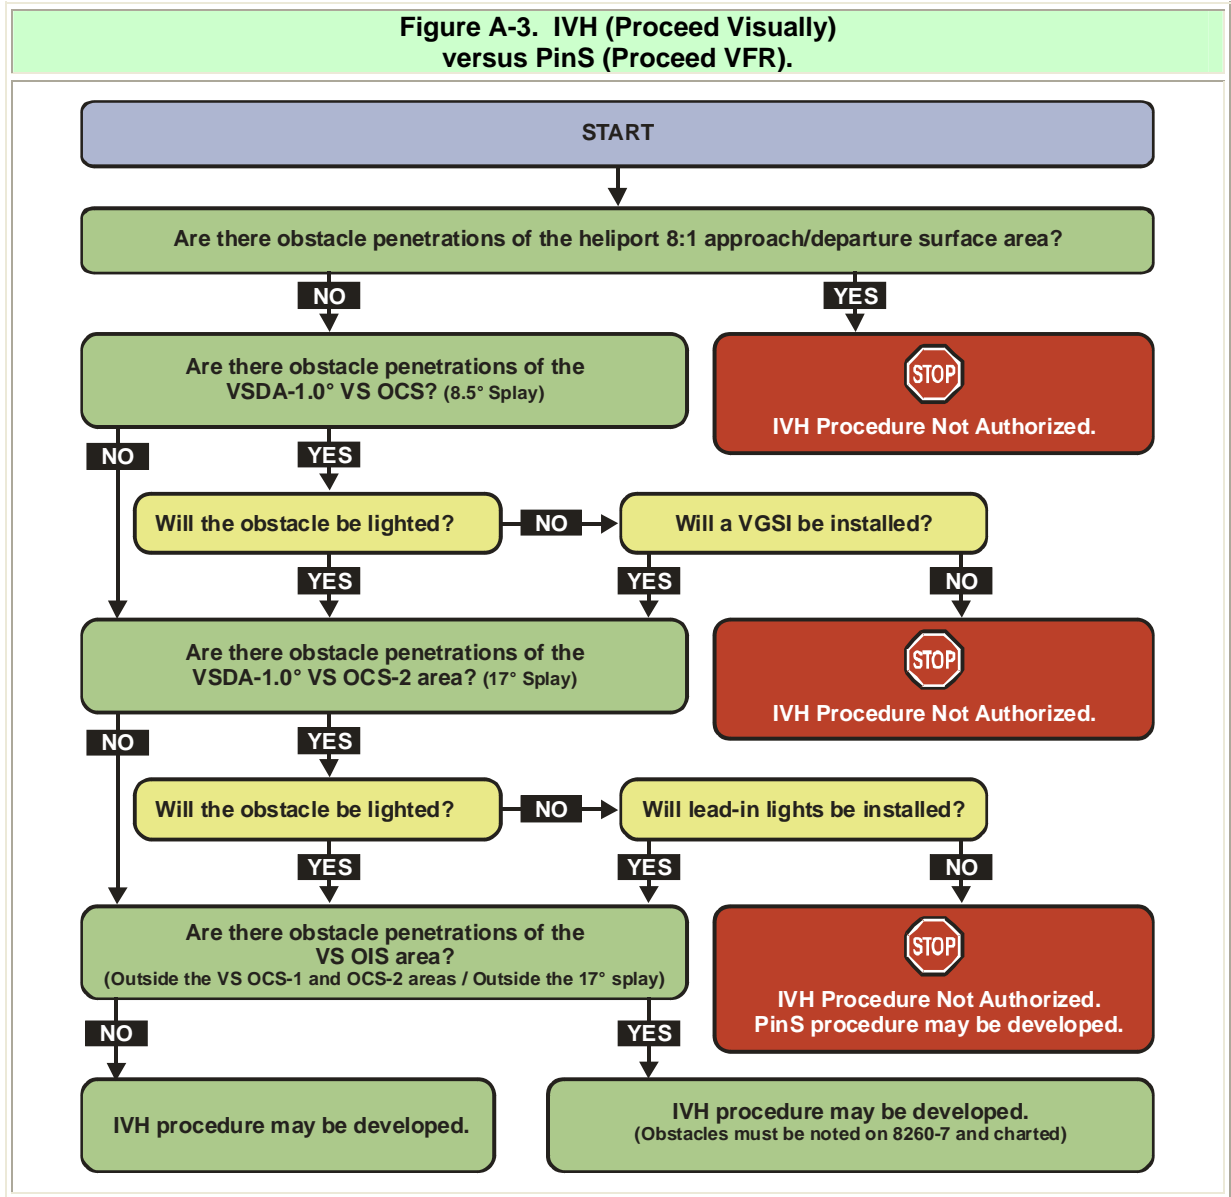 Figure A-3. IVH (Proceed Visually)
versus PinS (Proceed VFR).
START
Are there obstacle penetrations of the heliport 8:1 approach/departure surface area?
NO
YES
Are there obstacle penetrations of the
VSDA-1.0° VS OCS? (8.5° Splay)
STOP
IVH Procedure Not Authorized.
NO
YES
Will the obstacle be lighted?
NO
Will a VGSI be installed?
YES
YES
NO
Are there obstacle penetrations of the
VSDA-1.0° VS OCS-2 area? (17° Splay)
STOP
IVH Procedure Not Authorized.
NO
YES
Will the obstacle be lighted?
NO
Will lead-in lights be installed?
YES
YES
NO
Are there obstacle penetrations of the
VS OIS area?
(Outside the VS OCS-1 and OCS-2 areas / Outside the 17° splay)
STOP
IVH Procedure Not Authorized.
PinS procedure may be developed.
NO
YES
IVH procedure may be developed.
IVH procedure may be developed.
(Obstacles must be noted on 8260-7 and charted)